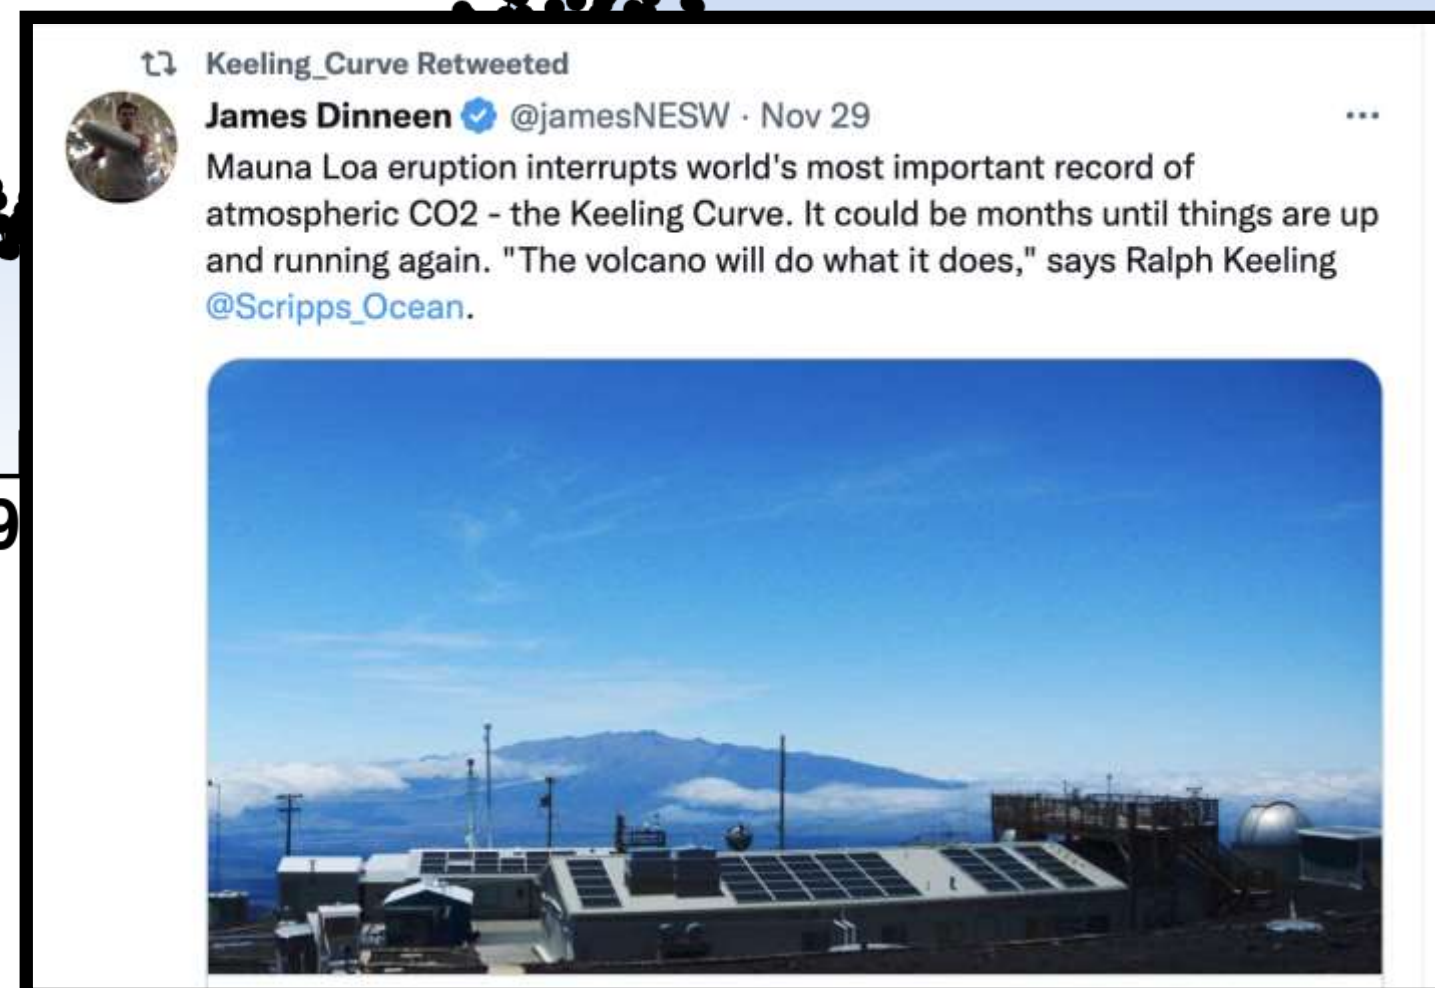 Keeling_Curve Retweeted
James Dinneen @jamesNESW · Nov 29
Mauna Loa eruption interrupts world's most important record of
atmospheric CO2 - the Keeling Curve. It could be months until things are up
and running again. "The volcano will do what it does," says Ralph Keeling
@Scripps_Ocean.
9